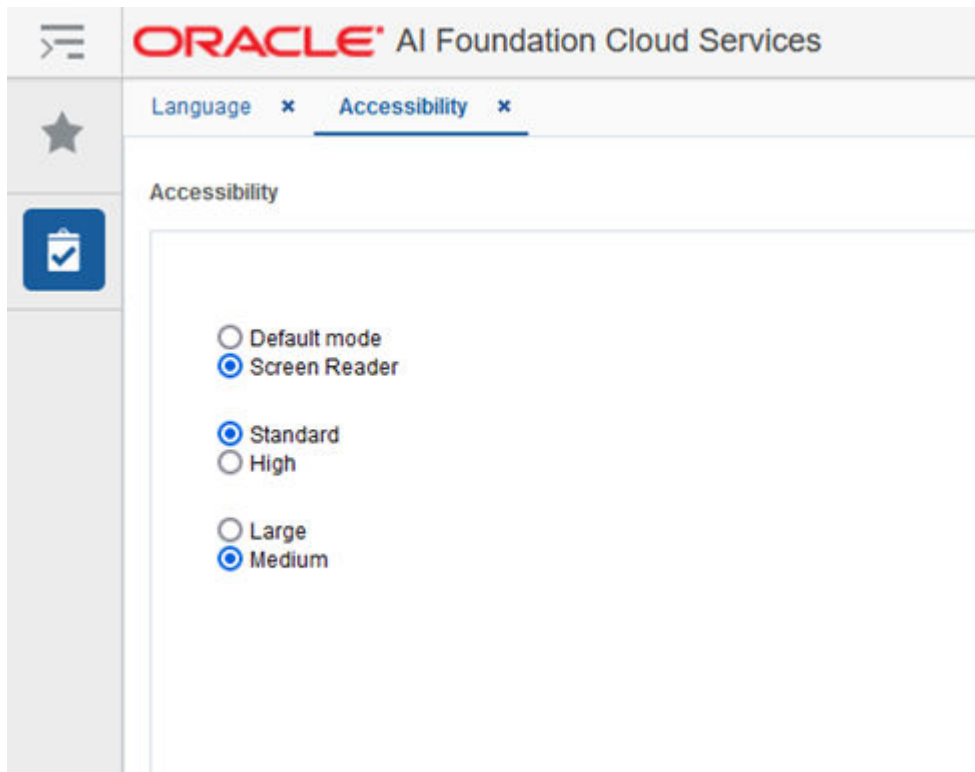 ORACLE AI Foundation Cloud Services
Language Accessibility
Accessibility
Default mode
Screen Reader
Standard
High
Large
Medium